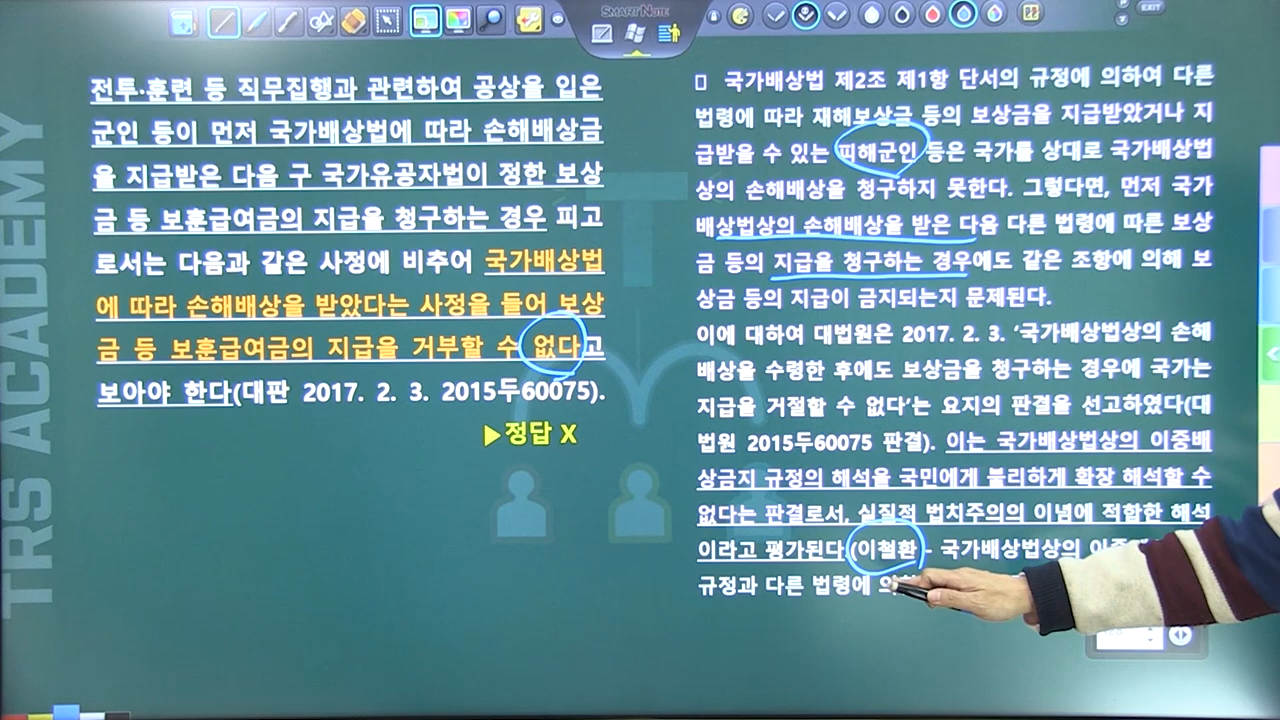 SMART NOTE
EXIT
TRS ACADEMY
전투·훈련 등 직무집행과 관련하여 공상을 입은
군인 등이 먼저 국가배상법에 따라 손해배상금
을 지급받은 다음 구 국가유공자법이 정한 보상
금 등 보훈급여금의 지급을 청구하는 경우 피고
로서는 다음과 같은 사정에 비추어 국가배상법
에 따라 손해배상을 받았다는 사정을 들어 보상
금 등 보훈급여금의 지급을 거부할 수 없다고
보아야 한다(대판 2017. 2. 3. 2015두60075).
▶정답 X
▯ 국가배상법 제2조 제1항 단서의 규정에 의하여 다른
법령에 따라 재해보상금 등의 보상금을 지급받았거나 지
급받을 수 있는 피해군인 등은 국가를 상대로 국가배상법
상의 손해배상을 청구하지 못한다. 그렇다면, 먼저 국가
배상법상의 손해배상을 받은 다음 다른 법령에 따른 보상
금 등의 지급을 청구하는 경우에도 같은 조항에 의해 보
상금 등의 지급이 금지되는지 문제된다.
이에 대하여 대법원은 2017. 2. 3. ‘국가배상법상의 손해
배상을 수령한 후에도 보상금을 청구하는 경우에 국가는
지급을 거절할 수 없다’는 요지의 판결을 선고하였다(대
법원 2015두60075 판결). 이는 국가배상법상의 이중배
상금지 규정의 해석을 국민에게 불리하게 확장 해석할 수
없다는 판결로서, 실질적 법치주의의 이념에 적합한 해석
이라고 평가된다(이철환 - 국가배상법상의
규정과 다른 법령에